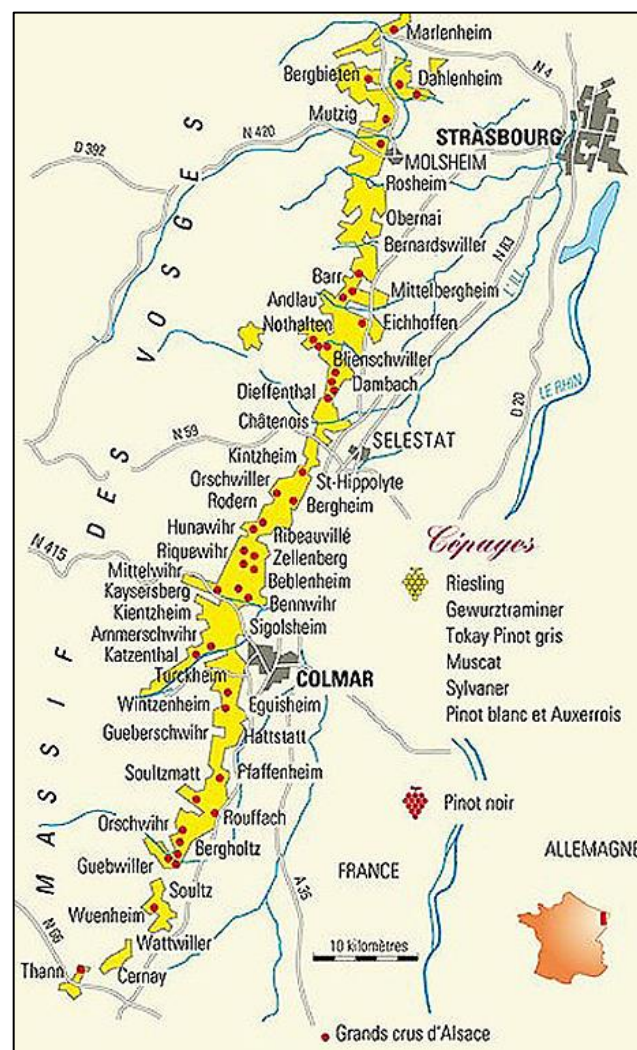 Marlenheim
Bergbieten
Dahlenheim
N 4
Mutzig
STRASBOURG
N 420
MOLSHEIM
D 392
Rosheim
Obernai
Bernardswiller
N 83
L'ILL
Barr
Mittelbergheim
Andlau
Eichhoffen
Nothalten
Blienschwiller
LE RHIN
Dambach
Dieffenthal
D 20
Châtenois
N 59
SELESTAT
Kintzheim
St-Hippolyte
Orschwiller
Bergheim
Rodern
Hunawihr
Ribeauvillé
N 415
Riquewihr
Zellenberg
Mittelwihr
Beblenheim
Kaysersberg
Bennwihr
Kientzheim
Sigolsheim
Ammerschwihr
Katzenthal
Turckheim
COLMAR
Wintzenheim
Eguisheim
Gueberschwihr
Hattstatt
Soultzmatt
Pfaffenheim
Orschwihr
Rouffach
Bergholtz
Guebwiller
Soultz
A 35
Wuenheim
Wattwiller
N 66
Thann
Cernay
MASSIF DES VOSGES
Cépages
Riesling
Gewurztraminer
Tokay Pinot gris
Muscat
Sylvaner
Pinot blanc et Auxerrois
Pinot noir
ALLEMAGNE
FRANCE
10 kilomètres
Grands crus d'Alsace